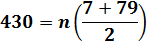 430 = n(7 + 79 / 2)